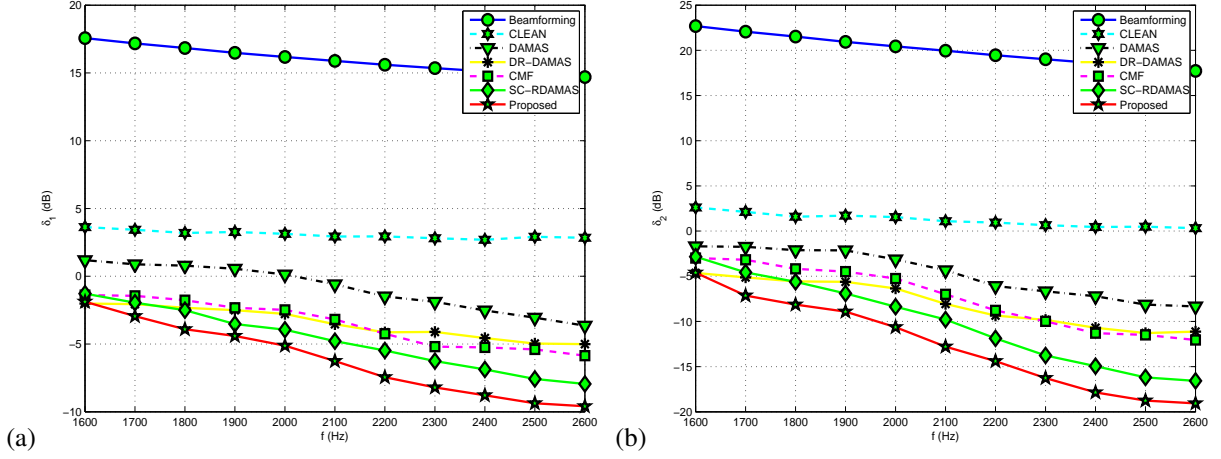 20
15
10
5
0
−5
−10
δ1 (dB)
1600 1700 1800 1900 2000 2100 2200 2300 2400 2500 2600
f (Hz)
Beamforming
CLEAN
DAMAS
DR−DAMAS
CMF
SC−RDAMAS
Proposed
(a)
25
20
15
10
5
0
−5
−10
−15
−20
δ2 (dB)
1600 1700 1800 1900 2000 2100 2200 2300 2400 2500 2600
f (Hz)
Beamforming
CLEAN
DAMAS
DR−DAMAS
CMF
SC−RDAMAS
Proposed
(b)